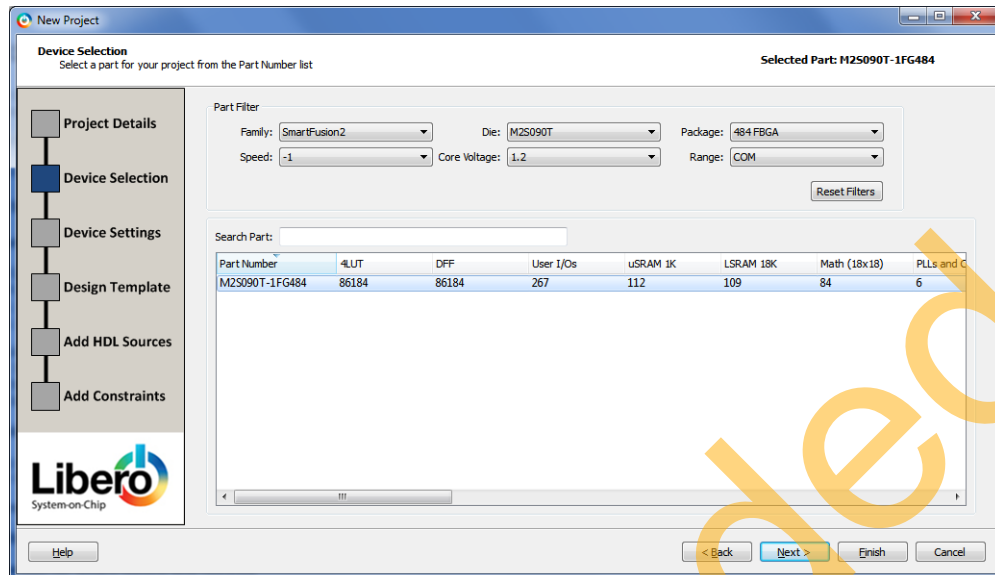 New Project
Device Selection
Select a part for your project from the Part Number list
Selected Part: M2S090T-1FG484
Project Details
Device Selection
Device Settings
Design Template
Add HDL Sources
Add Constraints
Libero
System-on-Chip
Part Filter
Family: SmartFusion2 Die: M2S090T Package: 484 FBGA
Speed: -1 Core Voltage: 1.2 Range: COM
Reset Filters
Search Part:
Part Number 4LUT DFF User I/Os uSRAM 1K LSRAM 18K Math (18x18) PLLs and C
M2S090T-1FG484 86184 86184 267 112 109 84 6
Help < Back Next > Finish Cancel
ded